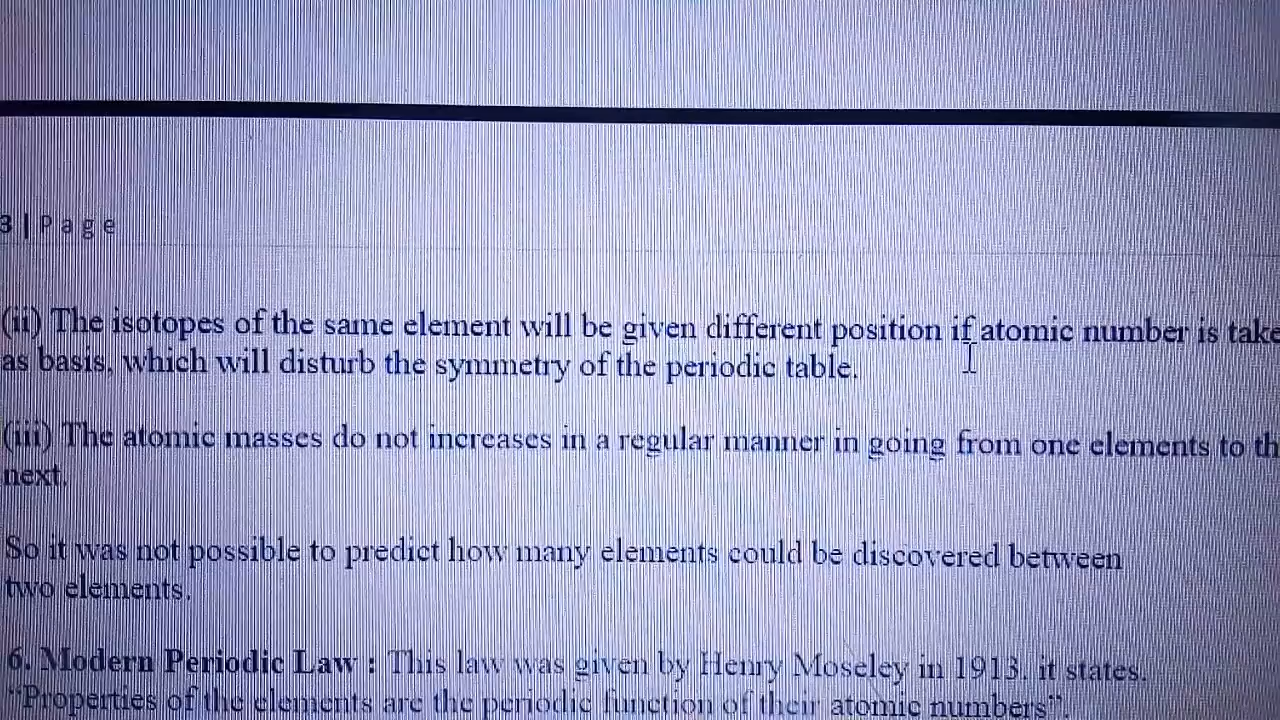 3 | P a g e
(ii) The isotopes of the same element will be given different position if atomic number is take
as basis, which will disturb the symmetry of the periodic table.
(iii) The atomic masses do not increases in a regular manner in going from one elements to th
next.
So it was not possible to predict how many elements could be discovered between
two elements.
6. Modern Periodic Law : This law was given by Henry Moseley in 1913. it states.
“Properties of the elements are the periodic function of their atomic numbers”.